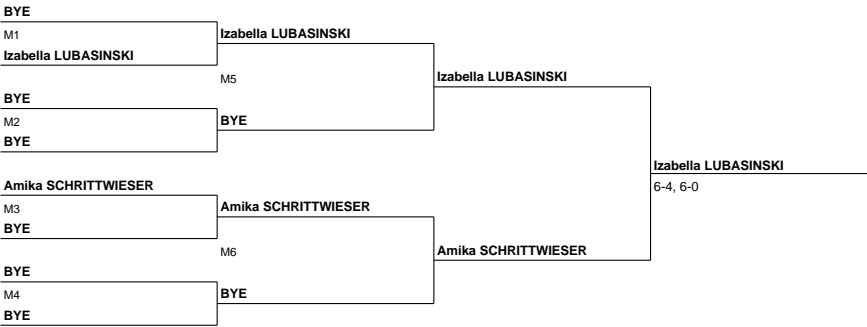 BYE
M1
Izabella LUBASINSKI
Izabella LUBASINSKI
M5
Izabella LUBASINSKI
BYE
M2
BYE
BYE
Izabella LUBASINSKI
6-4, 6-0
Amika SCHRITTWIESER
M3
BYE
Amika SCHRITTWIESER
M6
Amika SCHRITTWIESER
BYE
M4
BYE
BYE